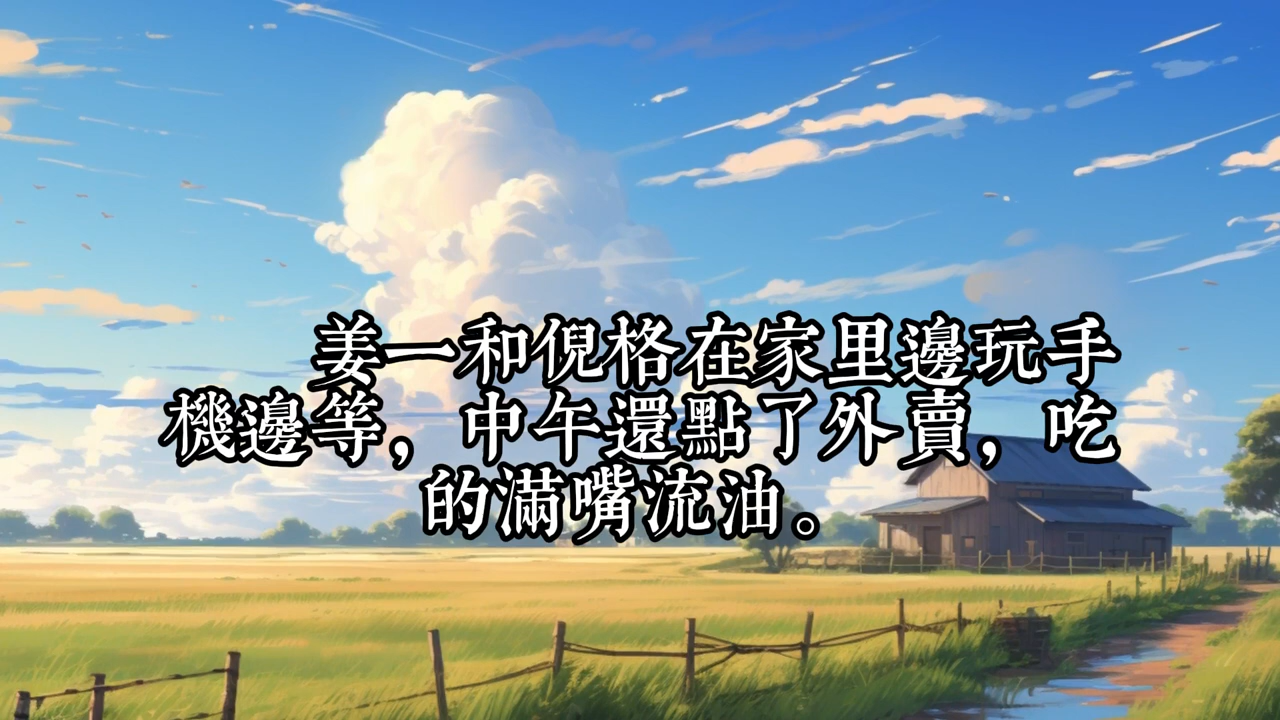 姜一和倪格在家里邊玩手
機邊等，中午還點了外賣，吃
的滿嘴流油。